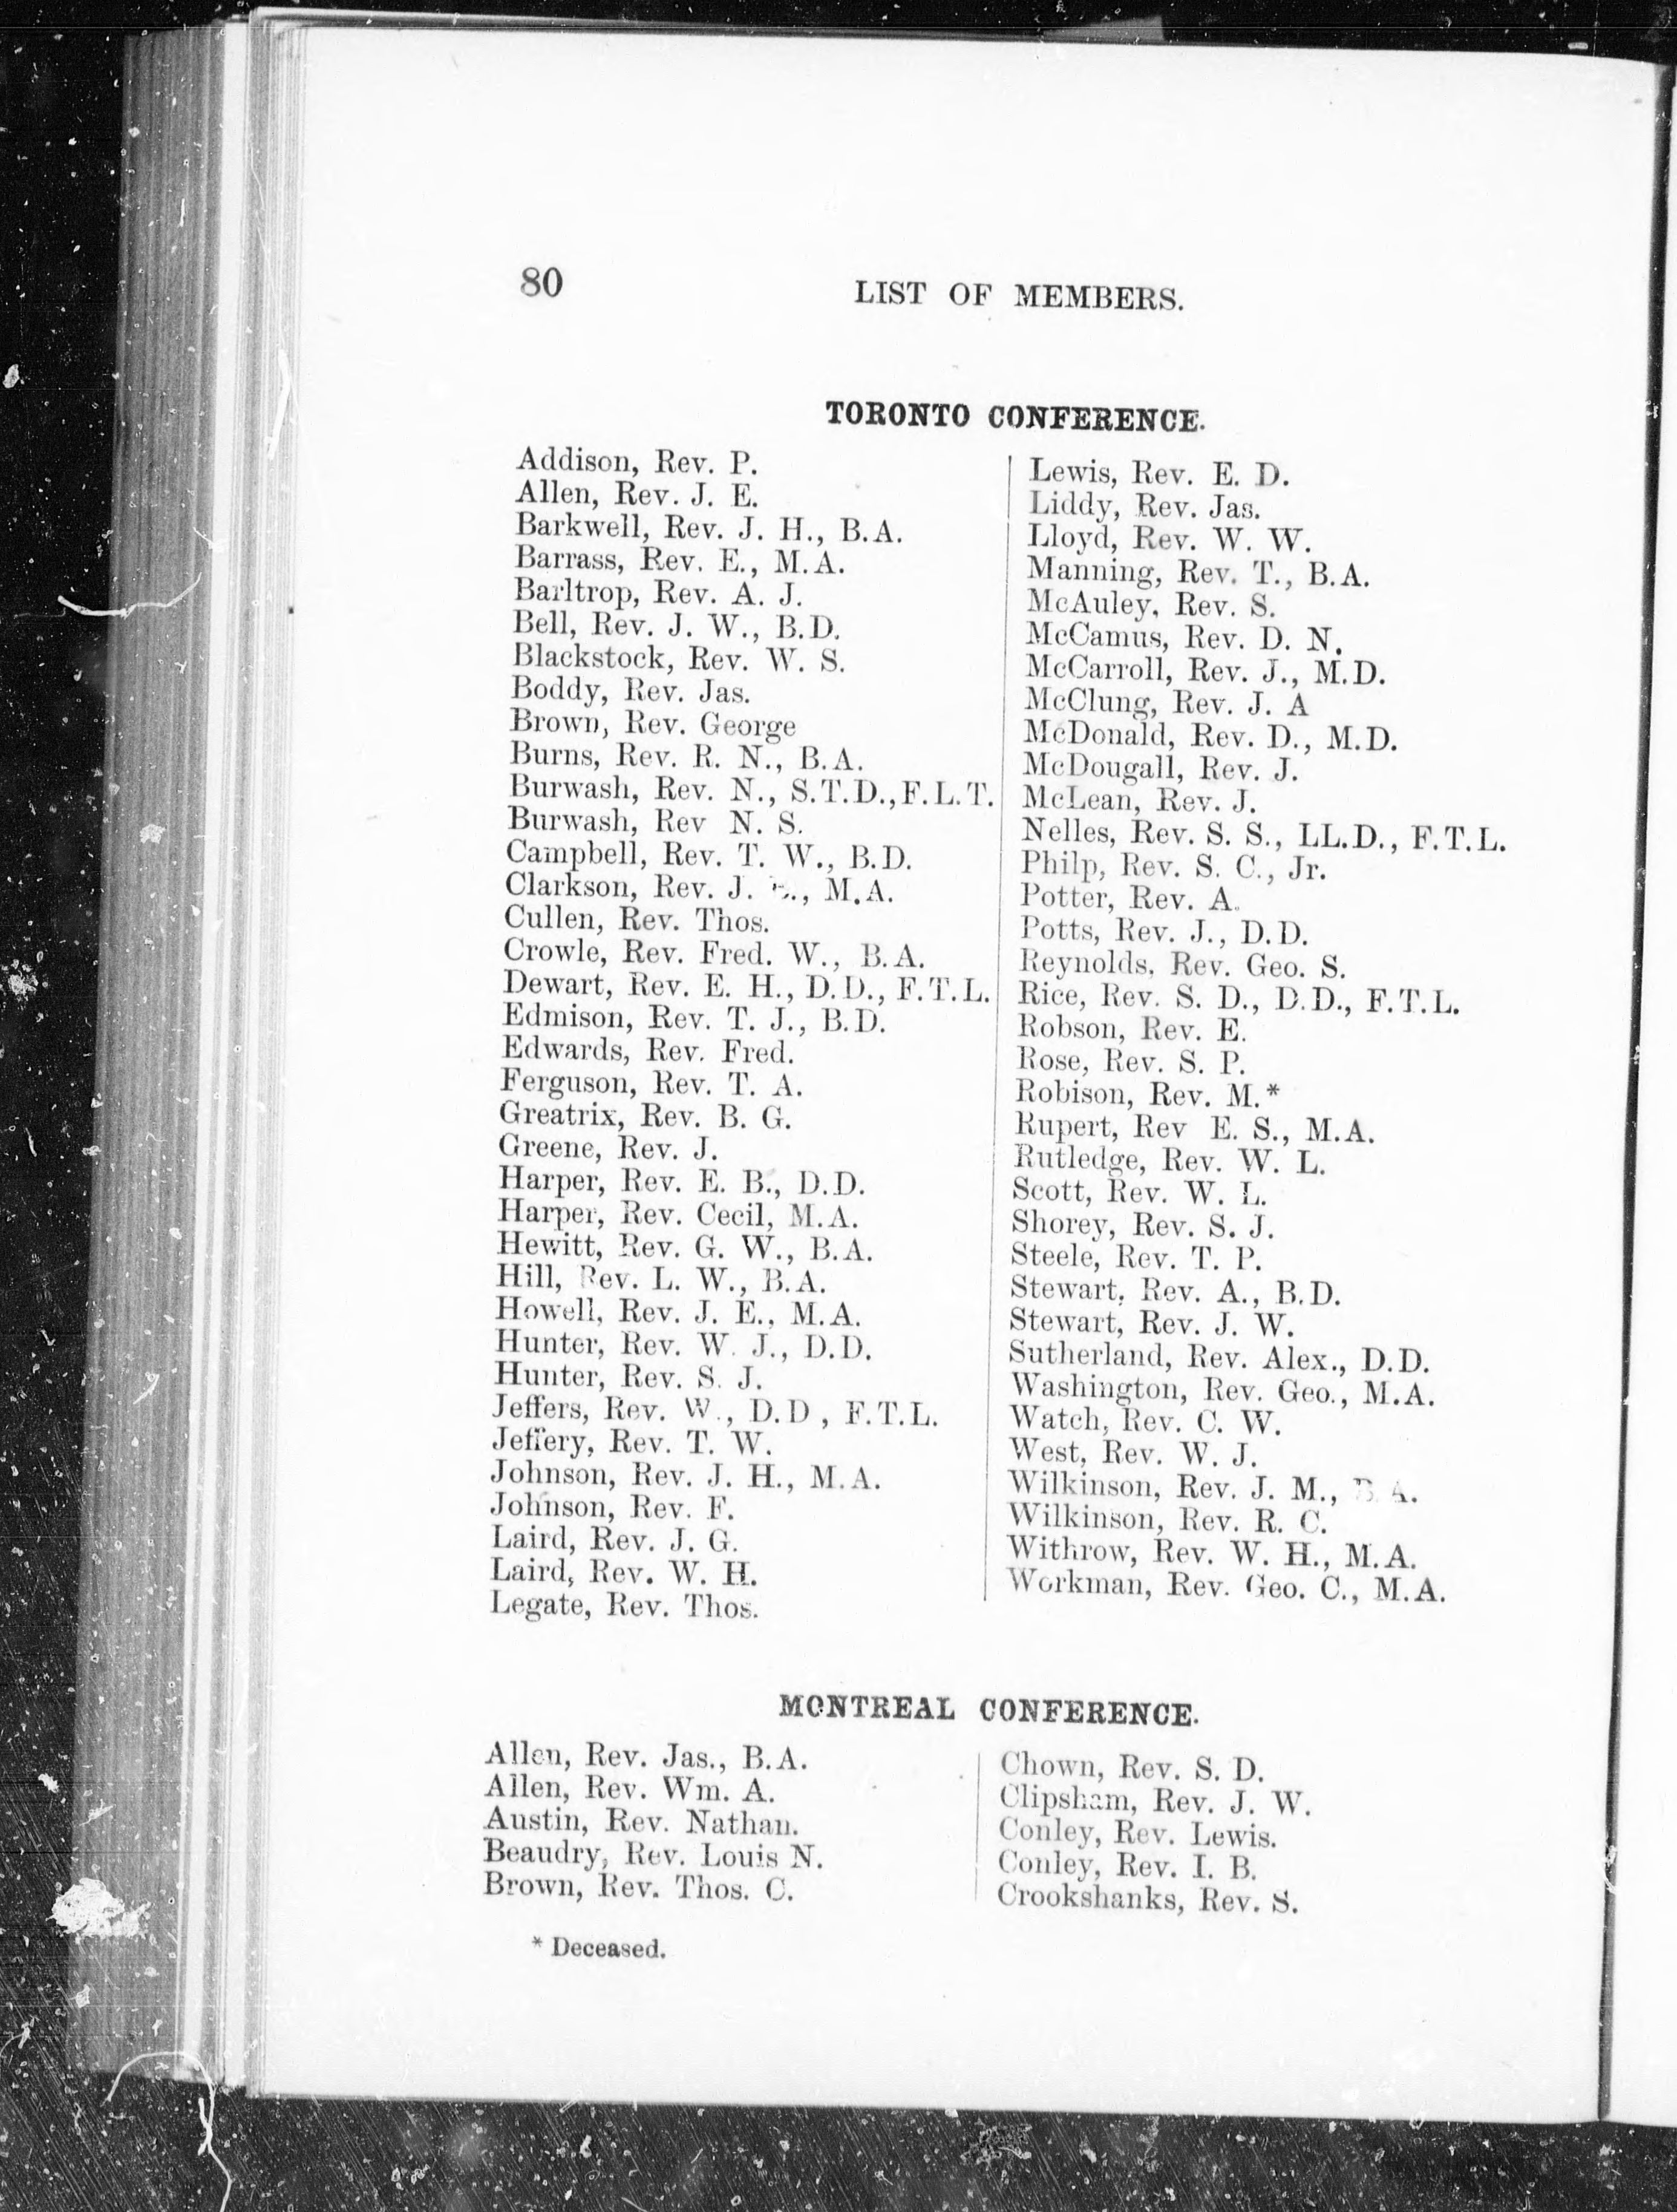 80
LIST OF MEMBERS.
TORONTO CONFERENCE.
Addison, Rev. P.
Allen, Rev. J. E.
Barkwell, Rev. J. H., B.A.
Barrass, Rev. E., M.A.
Barltrop, Rev. A. J.
Bell, Rev. J. W., B.D.
Blackstock, Rev. W. S.
Boddy, Rev. Jas.
Brown, Rev. George
Burns, Rev. R. N., B.A.
Burwash, Rev. N., S.T.D., F.L.T.
Burwash, Rev N. S.
Campbell, Rev. T. W., B.D.
Clarkson, Rev. J. M.A.
Cullen, Rev. Thos.
Crowle, Rev. Fred. W., B.A.
Dewart, Rev. E. H., D.D., F.T.L.
Edmison, Rev. T. J., B.D.
Edwards, Rev. Fred.
Ferguson, Rev. T. A.
Greatrix, Rev. B. G.
Greene, Rev. J.
Harper, Rev. E. B., D.D.
Harper, Rev. Cecil, M.A.
Hewitt, Rev. G. W., B.A.
Hill, Rev. L. W., B.A.
Howell, Rev. J. E., M.A.
Hunter, Rev. W. J., D.D.
Hunter, Rev. S. J.
Jeffers, Rev. W., D.D , F.T.L.
Jeffery, Rev. T. W.
Johnson, Rev. J. H., M.A.
Johnson, Rev. F.
Laird, Rev. J. G.
Laird, Rev. W. H.
Legate, Rev. Thos.
Lewis, Rev. E. D.
Liddy, Rev. Jas.
Lloyd, Rev. W. W.
Manning, Rev. T., B.A.
McAuley, Rev. S.
McCamus, Rev. D. N.
McCarroll, Rev. J., M.D.
McClung, Rev. J. A
McDonald, Rev. D., M.D.
McDougall, Rev. J.
McLean, Rev. J.
Nelles, Rev. S. S., LL.D., F.T.L.
Philp, Rev. S. C., Jr.
Potter, Rev. A.
Potts, Rev. J., D.D.
Reynolds, Rev. Geo. S.
Rice, Rev. S. D., D.D., F.T.L.
Robson, Rev. E.
Rose, Rev. S. P.
Robison, Rev. M.*
Rupert, Rev E. S., M.A.
Rutledge, Rev. W. L.
Scott, Rev. W. L.
Shorey, Rev. S. J.
Steele, Rev. T. P.
Stewart, Rev. A., B.D.
Stewart, Rev. J. W.
Sutherland, Rev. Alex., D.D.
Washington, Rev. Geo., M.A.
Watch, Rev. C. W.
West, Rev. W. J.
Wilkinson, Rev. J. M., B.A.
Wilkinson, Rev. R. C.
Withrow, Rev. W. H., M.A.
Workman, Rev. Geo. C., M.A.
MONTREAL CONFERENCE.
Allen, Rev. Jas., B.A.
Allen, Rev. Wm. A.
Austin, Rev. Nathan.
Beaudry, Rev. Louis N.
Brown, Rev. Thos. C.
Chown, Rev. S. D.
Clipsham, Rev. J. W.
Conley, Rev. Lewis.
Conley, Rev. I. B.
Crookshanks, Rev. S.
* Deceased.